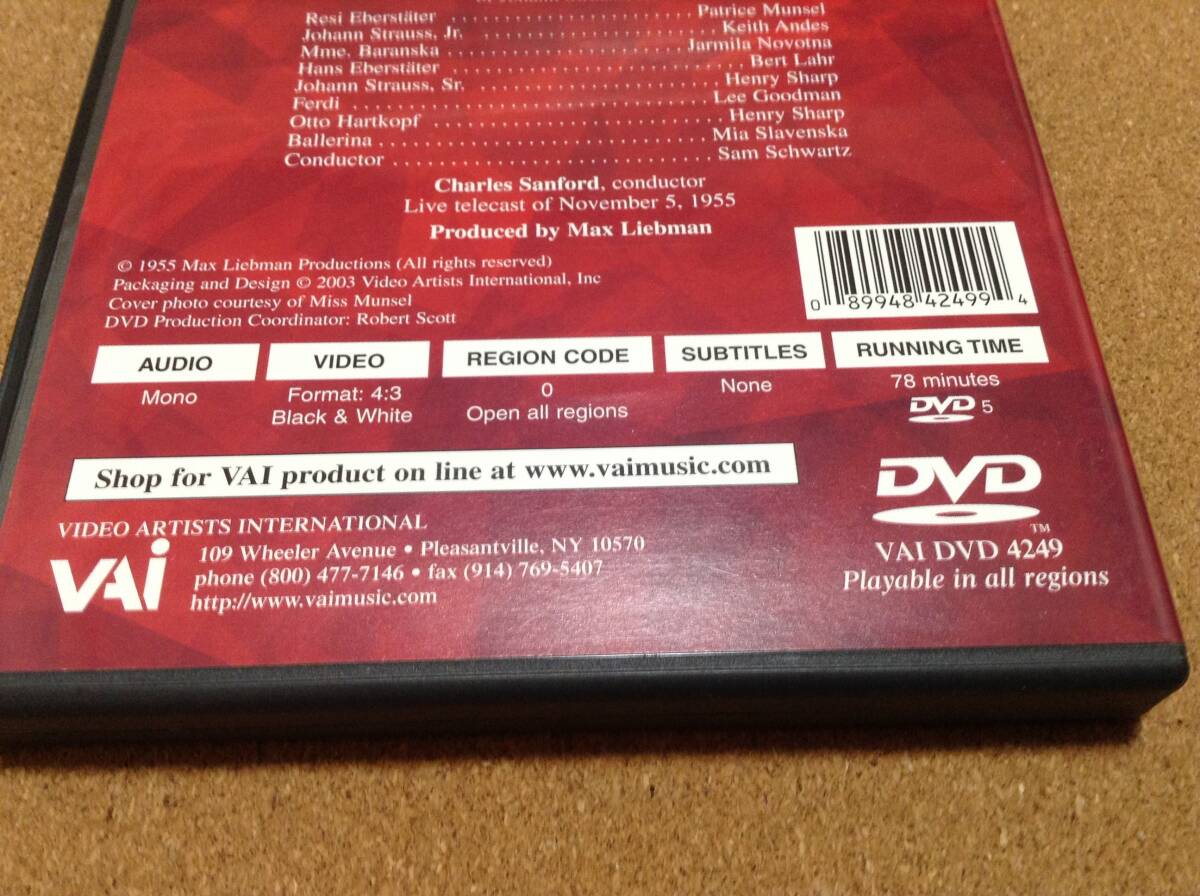 Resi Eberstäter . . . . . . . . . . . . . . . . . . . . . . . . . . Patrice Munsel
Johann Strauss, Jr. . . . . . . . . . . . . . . . . . . . . . . . . . Keith Andes
Mme. Baranska . . . . . . . . . . . . . . . . . . . . . . . . . . Jarmila Novotna
Hans Eberstäter . . . . . . . . . . . . . . . . . . . . . . . . . . Bert Lahr
Johann Strauss, Sr. . . . . . . . . . . . . . . . . . . . . . . . . . Henry Sharp
Ferdi . . . . . . . . . . . . . . . . . . . . . . . . . . Lee Goodman
Otto Hartkopf . . . . . . . . . . . . . . . . . . . . . . . . . . Henry Sharp
Ballerina . . . . . . . . . . . . . . . . . . . . . . . . . . Mia Slavenska
Conductor . . . . . . . . . . . . . . . . . . . . . . . . . . Sam Schwartz
Charles Sanford, conductor
Live telecast of November 5, 1955
Produced by Max Liebman
© 1955 Max Liebman Productions (All rights reserved)
Packaging and Design © 2003 Video Artists International, Inc
Cover photo courtesy of Miss Munsel
DVD Production Coordinator: Robert Scott
0 89948 42499 4
AUDIO
Mono
VIDEO
Format: 4:3
Black & White
REGION CODE
0
Open all regions
SUBTITLES
None
RUNNING TIME
78 minutes
DVD 5
Shop for VAI product on line at www.vaimusic.com
VIDEO ARTISTS INTERNATIONAL
VAI
109 Wheeler Avenue • Pleasantville, NY 10570
phone (800) 477-7146 • fax (914) 769-5407
http://www.vaimusic.com
DVD
TM
VAI DVD 4249
Playable in all regions